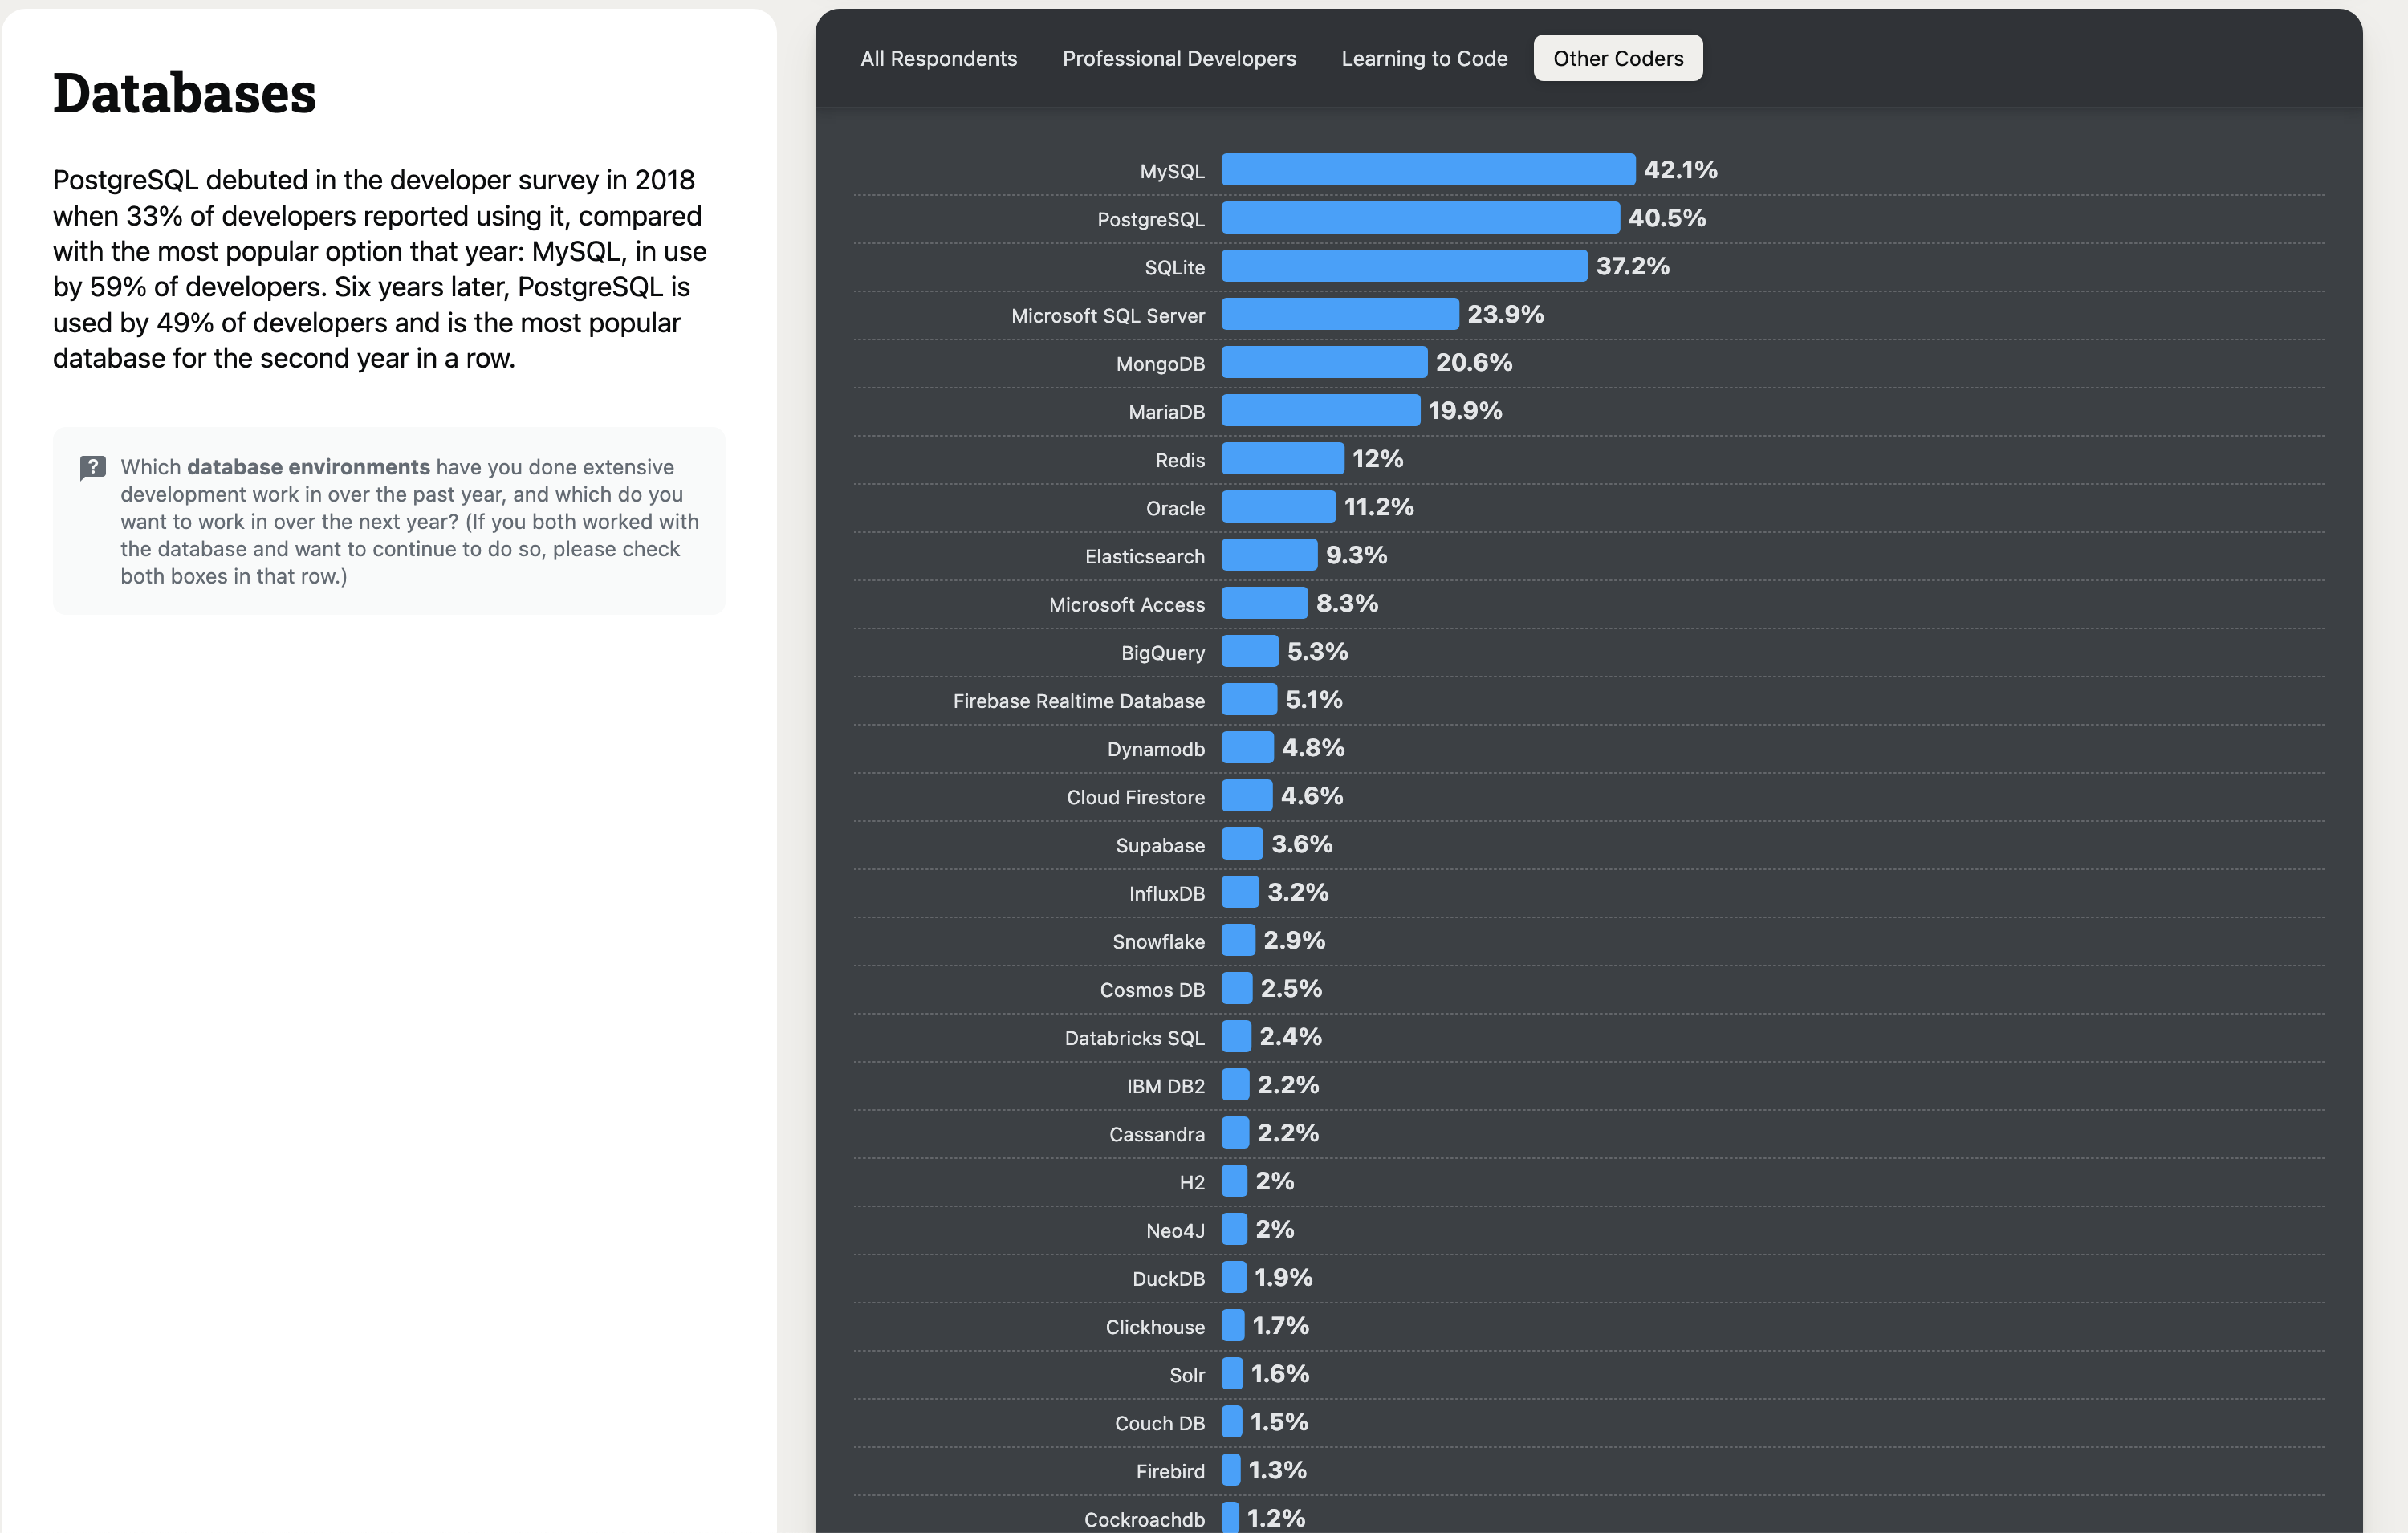 Databases
PostgreSQL debuted in the developer survey in 2018
when 33% of developers reported using it, compared
with the most popular option that year: MySQL, in use
by 59% of developers. Six years later, PostgreSQL is
used by 49% of developers and is the most popular
database for the second year in a row.
Which database environments have you done extensive
development work in over the past year, and which do you
want to work in over the next year? (If you both worked with
the database and want to continue to do so, please check
both boxes in that row.)
All Respondents Professional Developers Learning to Code Other Coders
MySQL 42.1%
PostgreSQL 40.5%
SQLite 37.2%
Microsoft SQL Server 23.9%
MongoDB 20.6%
MariaDB 19.9%
Redis 12%
Oracle 11.2%
Elasticsearch 9.3%
Microsoft Access 8.3%
BigQuery 5.3%
Firebase Realtime Database 5.1%
Dynamodb 4.8%
Cloud Firestore 4.6%
Supabase 3.6%
InfluxDB 3.2%
Snowflake 2.9%
Cosmos DB 2.5%
Databricks SQL 2.4%
IBM DB2 2.2%
Cassandra 2.2%
H2 2%
Neo4J 2%
DuckDB 1.9%
Clickhouse 1.7%
Solr 1.6%
Couch DB 1.5%
Firebird 1.3%
Cockroachdb 1.2%